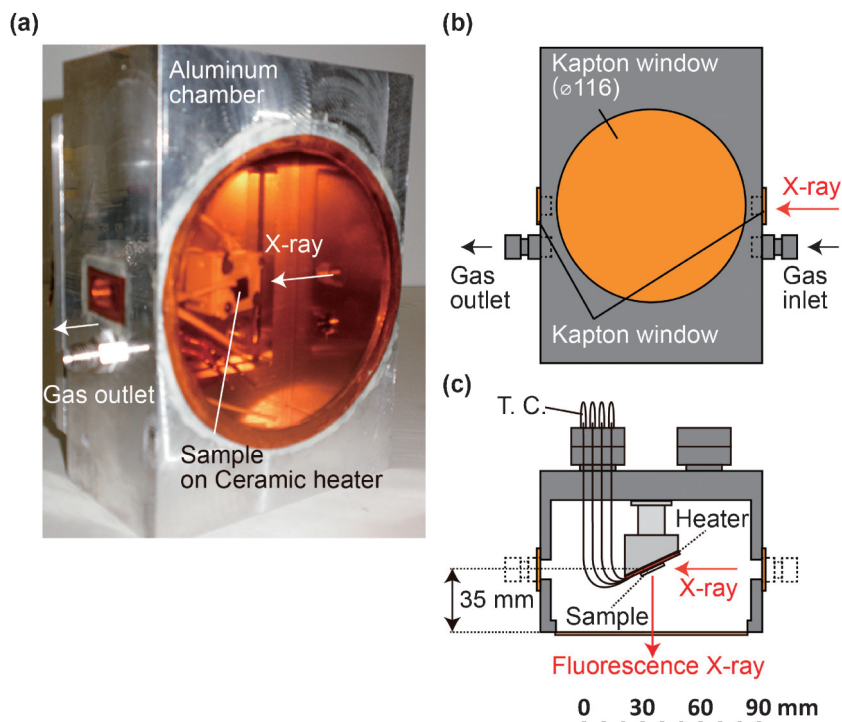 (a)
Aluminum
chamber
X-ray
Gas outlet
Sample
on Ceramic heater
(b)
Kapton window
(⌀116)
X-ray
Gas
outlet
Gas
inlet
Kapton window
(c)
T. C.
Heater
X-ray
35 mm
Sample
Fluorescence X-ray
0 30 60 90 mm